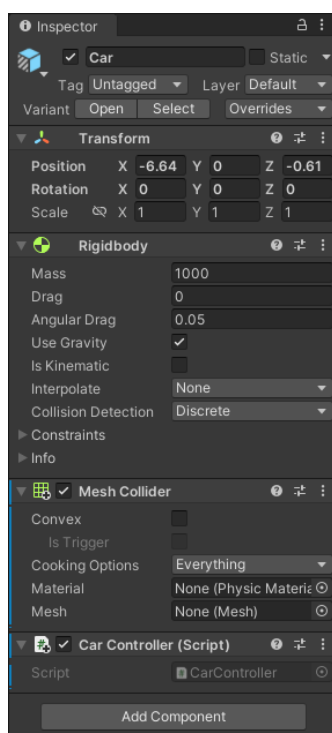 Inspector
Car Static
Tag Untagged Layer Default
Variant Open Select Overrides
Transform
Position X -6.64 Y 0 Z -0.61
Rotation X 0 Y 0 Z 0
Scale X 1 Y 1 Z 1
Rigidbody
Mass 1000
Drag 0
Angular Drag 0.05
Use Gravity
Is Kinematic
Interpolate None
Collision Detection Discrete
Constraints
Info
Mesh Collider
Convex
Is Trigger
Cooking Options Everything
Material None (Physic Materia
Mesh None (Mesh)
Car Controller (Script)
Script CarController
Add Component